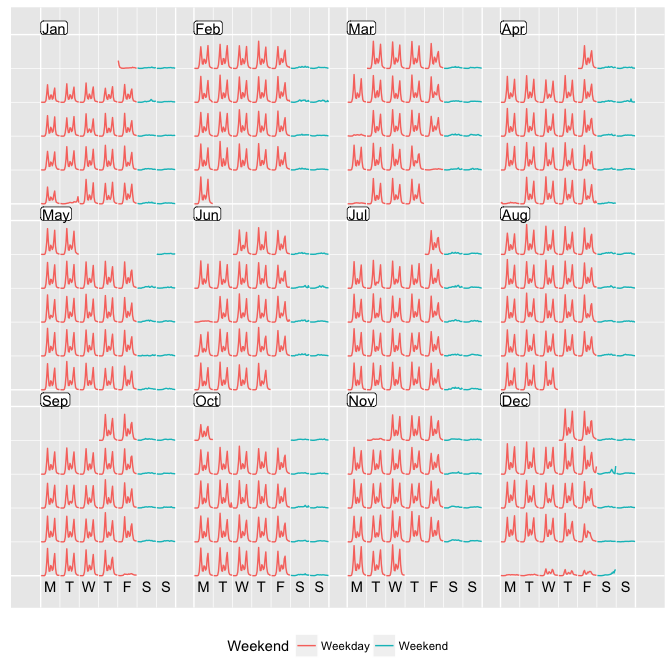 Jan Feb Mar Apr
May Jun Jul Aug
Sep Oct Nov Dec
M T W T F S S M T W T F S S M T W T F S S M T W T F S S
Weekend Weekday Weekend